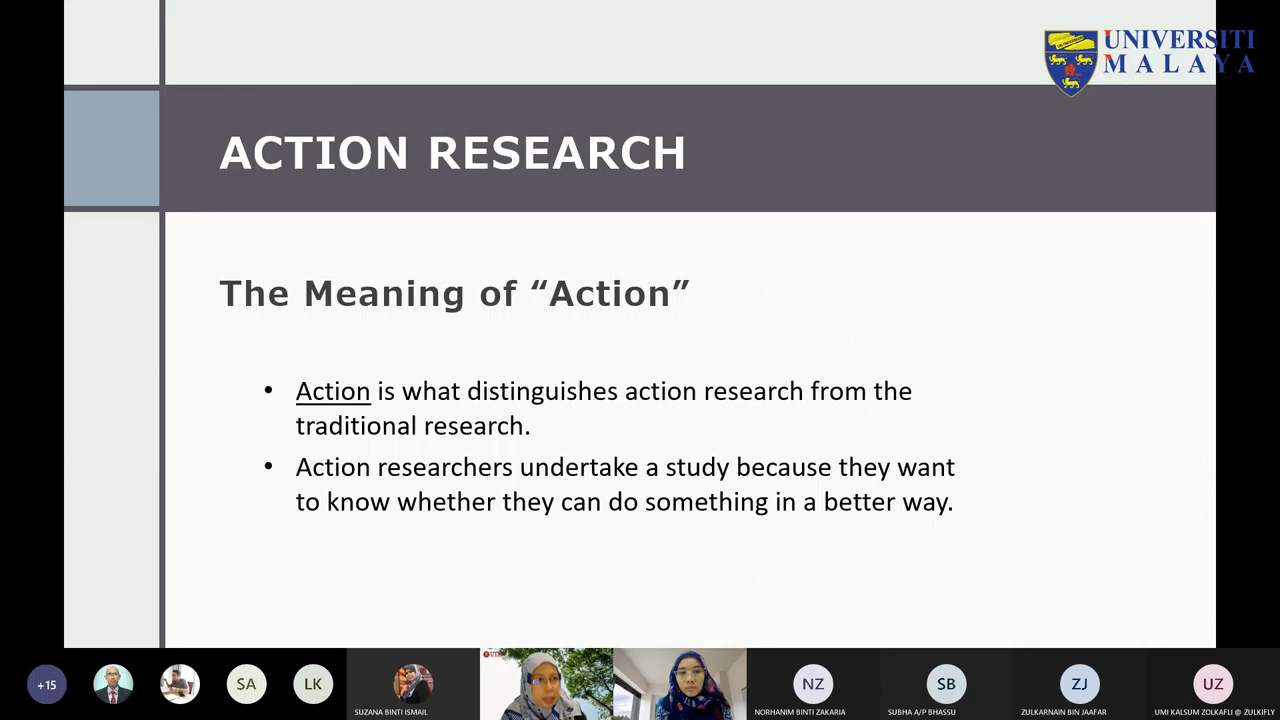 UNIVERSITI
MALAYA
ACTION RESEARCH
The Meaning of “Action”
• Action is what distinguishes action research from the
traditional research.
• Action researchers undertake a study because they want
to know whether they can do something in a better way.
+15
SA
LK
SUZANA BINTI ISMAIL
NZ
NORHANIM BINTI ZAKARIA
SB
SUBHA A/P BHASSU
ZJ
ZULKARNAIN BIN JAAFAR
UZ
UMI KALSUM ZOLKAFLI @ ZULKIFLY